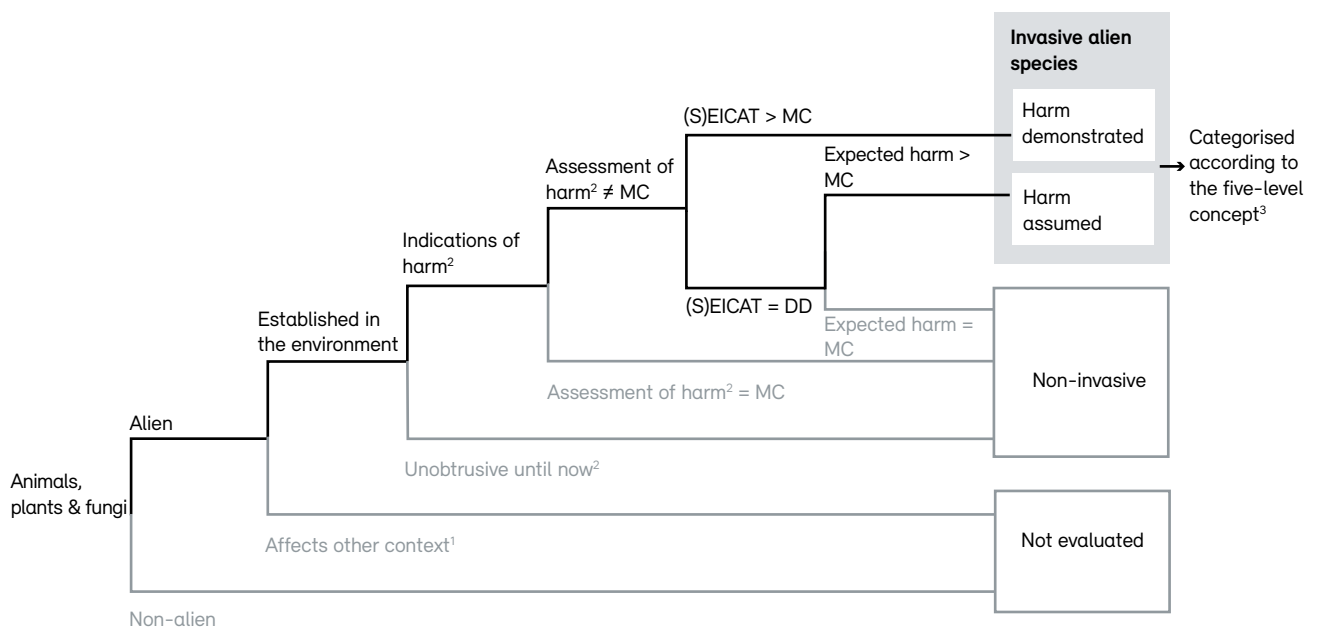 Invasive alien
species
Harm
demonstrated
Harm
assumed
Categorised
according to
the five-level
concept³
(S)EICAT > MC
Expected harm >
MC
Assessment of
harm² ≠ MC
Indications of
harm²
(S)EICAT = DD
Expected harm =
MC
Established in
the environment
Non-invasive
Assessment of harm² = MC
Alien
Unobtrusive until now²
Animals,
plants & fungi
Not evaluated
Affects other context¹
Non-alien